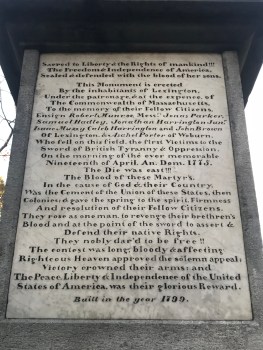 Sacred to Liberty & the Rights of mankind!!!
The Freedom & Independence of America,
Sealed & defended with the blood of her sons.
This Monument is erected
By the inhabitants of Lexington,
Under the patronage, & at the expence, of
The Commonwealth of Massachusetts,
To the memory of their Fellow Citizens,
Ensign Robert Munroe, Messrs. Jonas Parker,
Samuel Hadley, Jonathan Harrington Junr.
Isaac Muzzy, Caleb Harrington and John Brown
Of Lexington, & Asahel Porter of Woburn,
Who fell on this field, the first Victims to the
Sword of British Tyranny & Oppression,
On the morning of the ever memorable
Nineteenth of April, An. Dom. 1775.
The Die was cast!!!
The Blood of these Martyr's,
In the cause of God & their Country,
Was the Cement of the Union of these States, then
Colonies; & gave the spring to the spirit, Firmness
And resolution of their Fellow Citizens.
They rose as one man, to revenge their brethren's
Blood and at the point of the sword to assert &
Defend their native Rights.
They nobly dar'd to be free!!
The contest was long, bloody & affecting
Righteous Heaven approved the solemn appeal;
Victory crowned their arms; and
The Peace, Liberty & Independence of the United
States of America, was their glorious Reward.
Built in the year 1799.